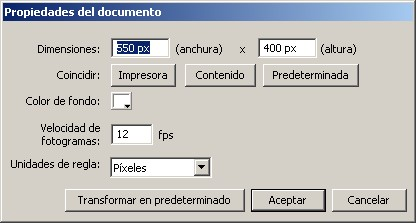 Propiedades del documento
Dimensiones: 550 px (anchura) x 400 px (altura)
Coincidir: Impresora Contenido Predeterminada
Color de fondo:
Velocidad de
fotogramas: 12 fps
Unidades de regla: Píxeles
Transformar en predeterminado Aceptar Cancelar